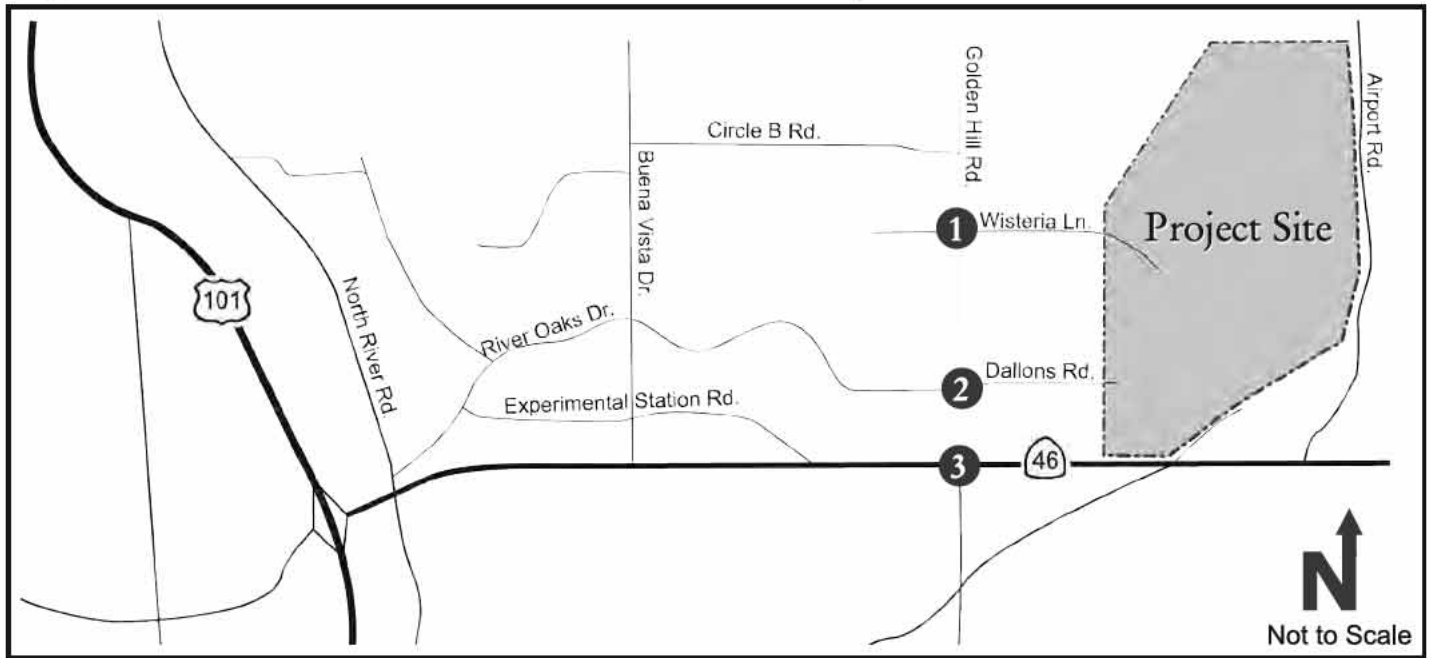 Golden Hill Rd.
Airport Rd.
Circle B Rd.
Buena Vista Dr.
1
Wisteria Ln.
Project Site
101
North River Rd.
River Oaks Dr.
2
Dallons Rd.
Experimental Station Rd.
3
46
N
Not to Scale